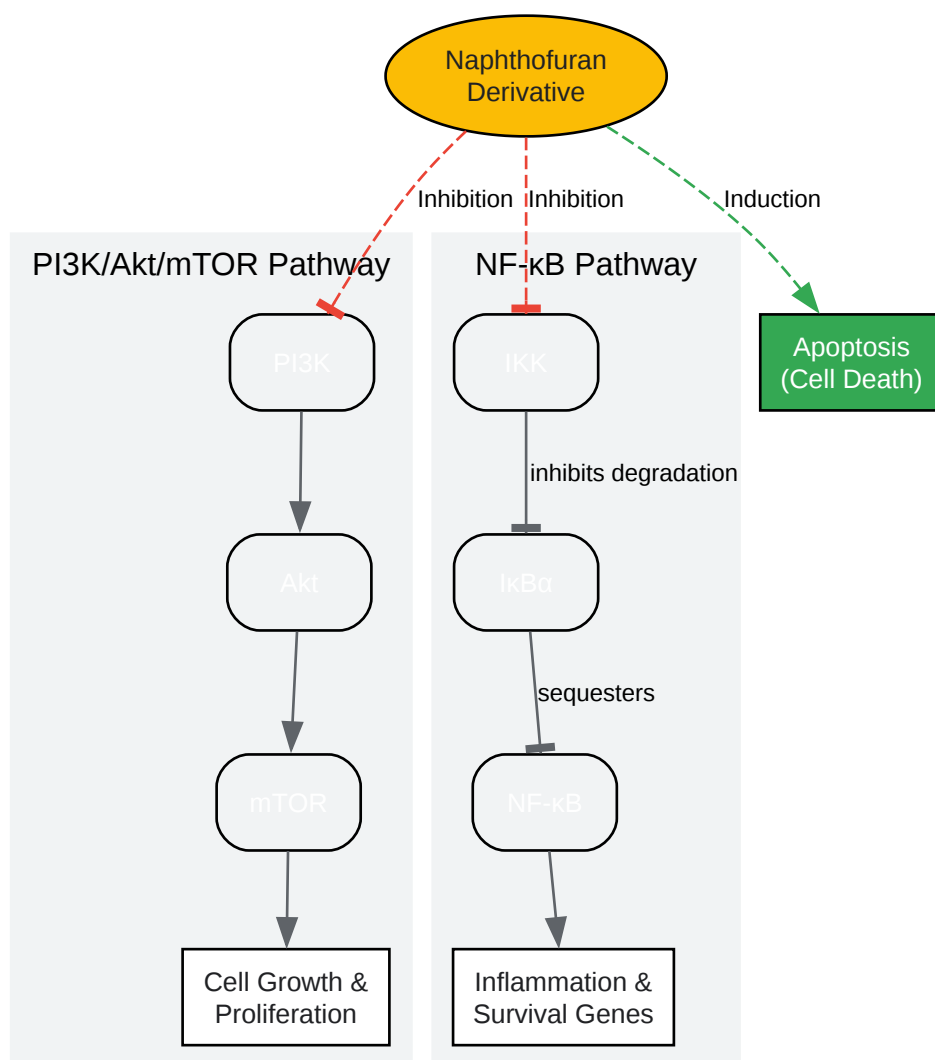 Naphthofuran
Derivative
Inhibition
Inhibition
Induction
PI3K/Akt/mTOR Pathway
NF-κB Pathway
PI3K
IKK
Apoptosis
(Cell Death)
inhibits degradation
Akt
IκBα
sequesters
mTOR
NF-κB
Cell Growth &
Proliferation
Inflammation &
Survival Genes